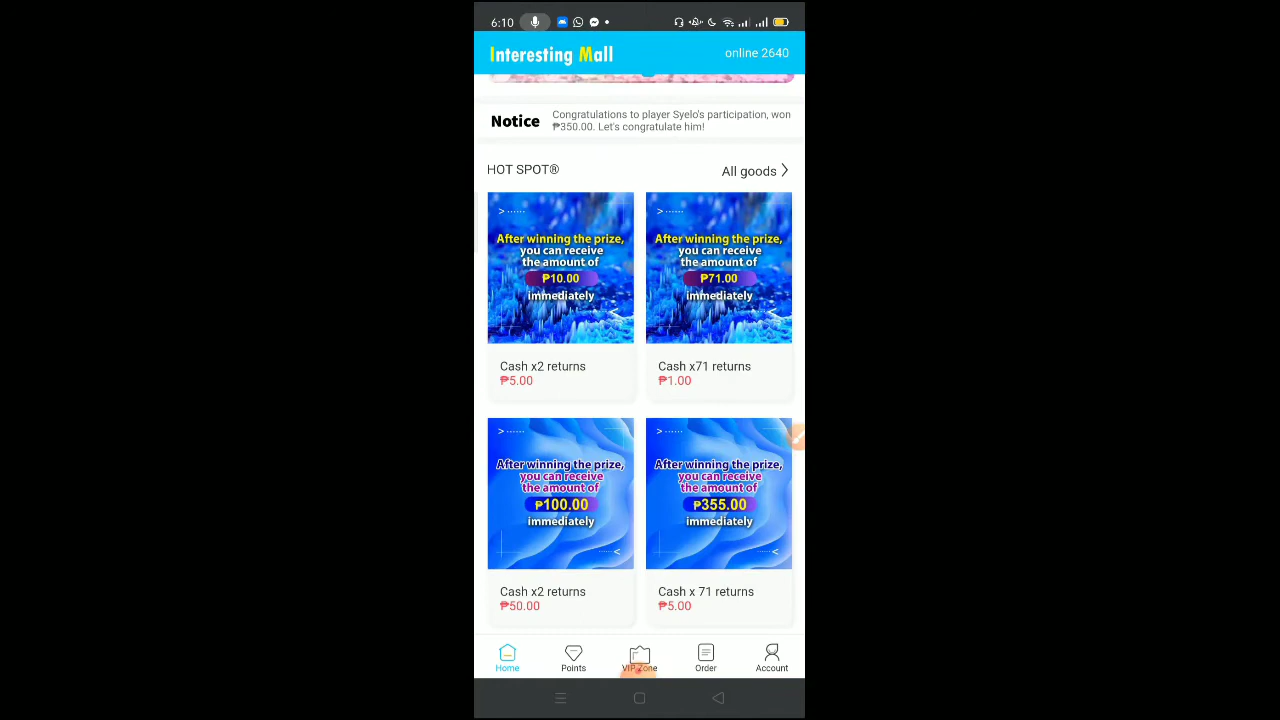 6:10
Interesting Mall
online 2640
Notice
Congratulations to player Syelo's participation, won
₱350.00. Let's congratulate him!
HOT SPOT®
All goods
After winning the prize,
you can receive
the amount of
₱10.00
immediately
Cash x2 returns
₱5.00
After winning the prize,
you can receive
the amount of
₱71.00
immediately
Cash x71 returns
₱1.00
After winning the prize,
you can receive
the amount of
₱100.00
immediately
Cash x2 returns
₱50.00
After winning the prize,
you can receive
the amount of
₱355.00
immediately
Cash x 71 returns
₱5.00
Home
Points
VIP Zone
Order
Account